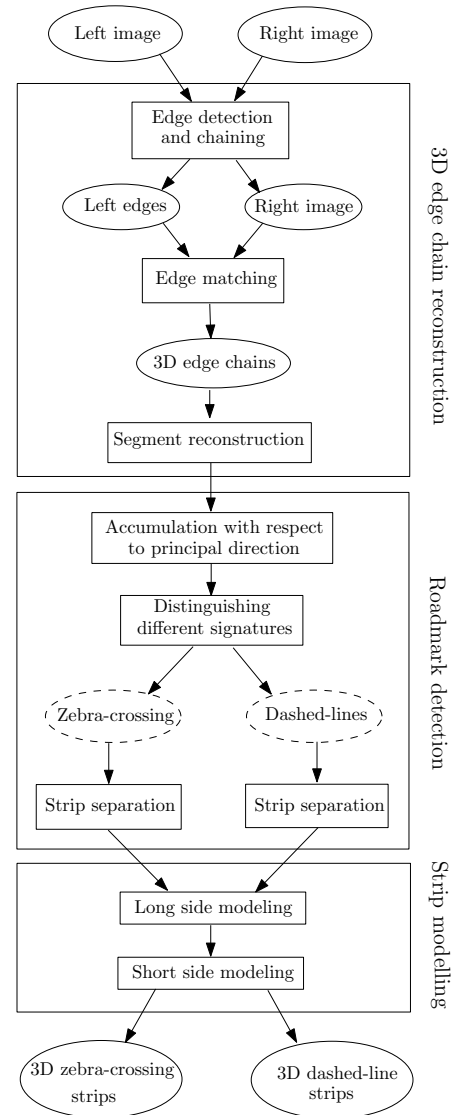 Left image
Right image
Edge detection
and chaining
Left edges
Right image
Edge matching
3D edge chains
Segment reconstruction
3D edge chain reconstruction
Accumulation with respect
to principal direction
Distinguishing
different signatures
Zebra-crossing
Dashed-lines
Strip separation
Strip separation
Roadmark detection
Long side modeling
Short side modeling
Strip modelling
3D zebra-crossing
strips
3D dashed-line
strips